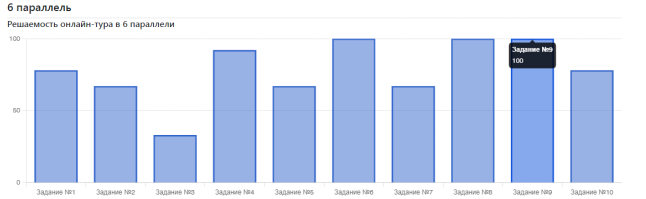 6 параллель
Решаемость онлайн-тура в 6 параллели
100
50
0
Задание №9
100
Задание №1 Задание №2 Задание №3 Задание №4 Задание №5 Задание №6 Задание №7 Задание №8 Задание №9 Задание №10